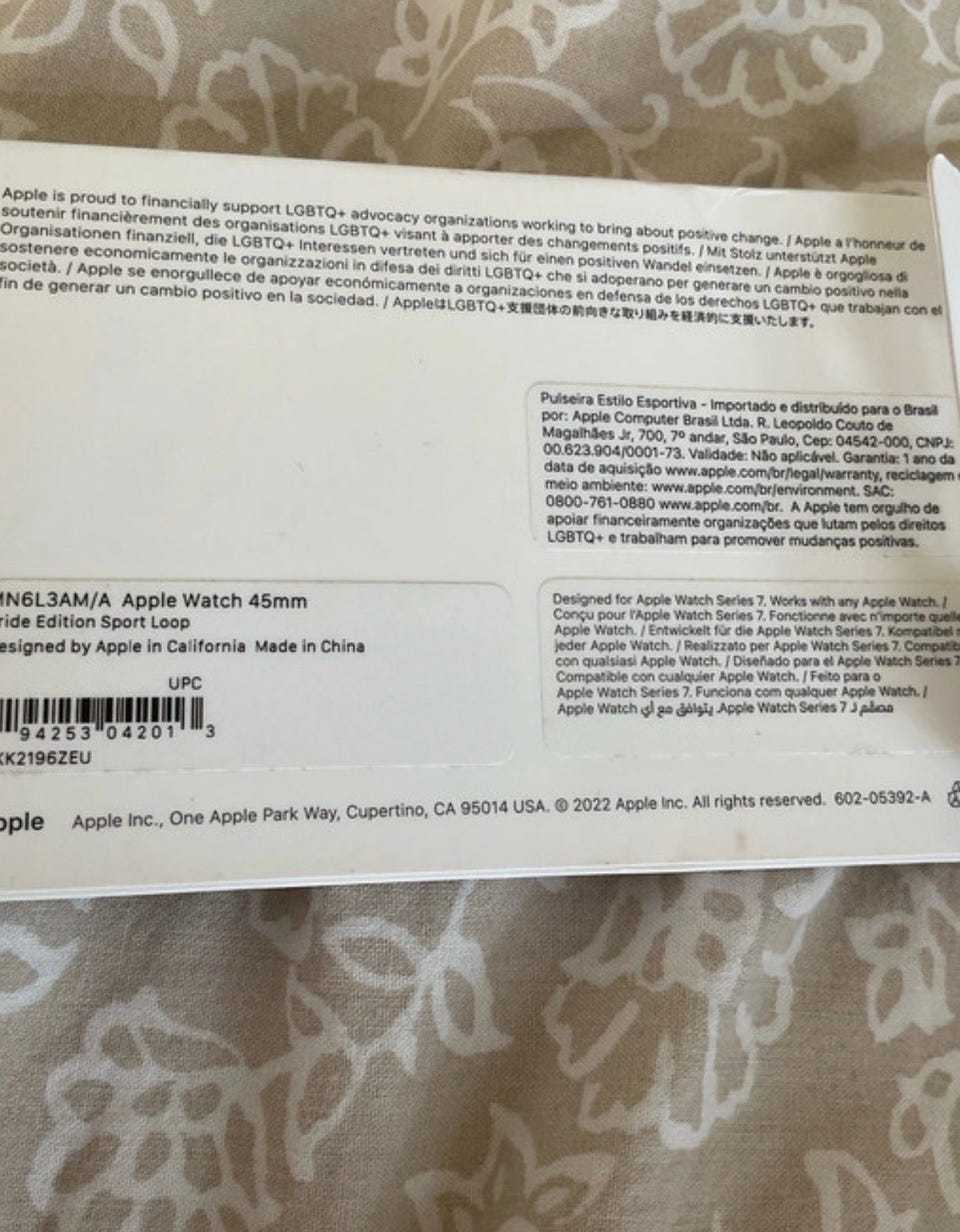 Apple is proud to financially support LGBTQ+ advocacy organizations working to bring about positive change. / Apple a l'honneur de
soutenir financièrement des organisations LGBTQ+ visant à apporter des changements positifs. / Mit Stolz unterstützt Apple
Organisationen finanziell, die LGBTQ+ Interessen vertreten und sich für einen positiven Wandel einsetzen. / Apple è orgogliosa di
sostenere economicamente le organizzazioni in difesa dei diritti LGBTQ+ che si adoperano per generare un cambio positivo nella
società. / Apple se enorgullece de apoyar económicamente a organizaciones en defensa de los derechos LGBTQ+ que trabajan con el
fin de generar un cambio positivo en la sociedad. / AppleはLGBTQ+支援団体の前向きな取り組みを経済的に支援いたします。
Pulseira Estilo Esportiva - Importado e distribuído para o Brasil
por: Apple Computer Brasil Ltda. R. Leopoldo Couto de
Magalhães Jr, 700, 7º andar, São Paulo, Cep: 04542-000, CNPJ:
00.623.904/0001-73. Validade: Não aplicável. Garantia: 1 ano da
data de aquisição www.apple.com/br/legal/warranty, reciclagem e
meio ambiente: www.apple.com/br/environment. SAC:
0800-761-0880 www.apple.com/br. A Apple tem orgulho de
apoiar financeiramente organizações que lutam pelos direitos
LGBTQ+ e trabalham para promover mudanças positivas.
MN6L3AM/A Apple Watch 45mm
ride Edition Sport Loop
esigned by Apple in California Made in China
UPC
94253 04201 3
KK2196ZEU
Designed for Apple Watch Series 7. Works with any Apple Watch. /
Conçu pour l'Apple Watch Series 7. Fonctionne avec n'importe quelle
Apple Watch. / Entwickelt für die Apple Watch Series 7. Kompatibel
jeder Apple Watch. / Realizzato per Apple Watch Series 7. Compatib
con qualsiasi Apple Watch. / Diseñado para el Apple Watch Series 7
Compatible con cualquier Apple Watch. / Feito para o
Apple Watch Series 7. Funciona com qualquer Apple Watch. /
مصمّم لـ Apple Watch Series 7. يتوافق مع أي Apple Watch
pple Apple Inc., One Apple Park Way, Cupertino, CA 95014 USA. © 2022 Apple Inc. All rights reserved. 602-05392-A